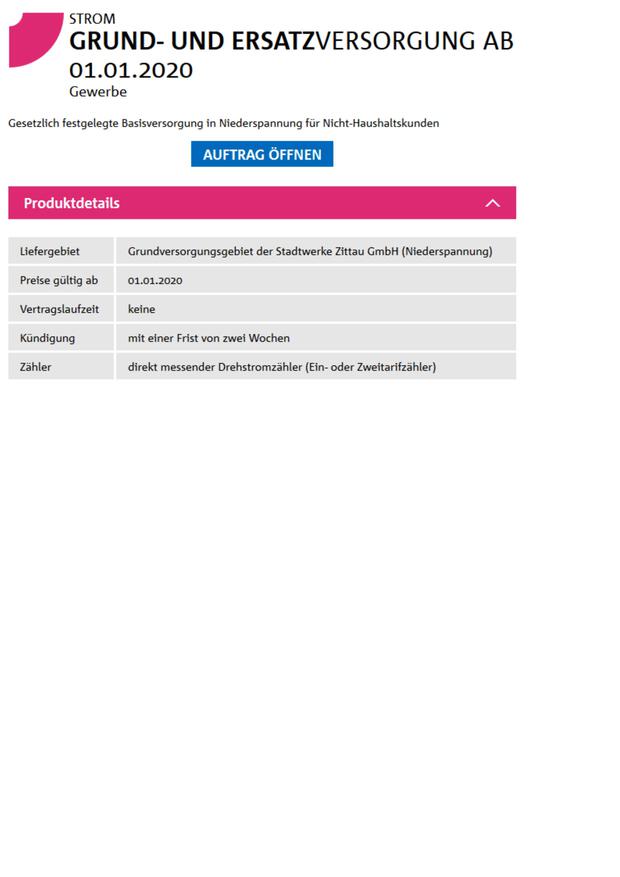 STROM
GRUND- UND ERSATZVERSORGUNG AB
01.01.2020
Gewerbe
Gesetzlich festgelegte Basisversorgung in Niederspannung für Nicht-Haushaltskunden
AUFTRAG ÖFFNEN
Produktdetails
Liefergebiet Grundversorgungsgebiet der Stadtwerke Zittau GmbH (Niederspannung)
Preise gültig ab 01.01.2020
Vertragslaufzeit keine
Kündigung mit einer Frist von zwei Wochen
Zähler direkt messender Drehstromzähler (Ein- oder Zweitarifzähler)